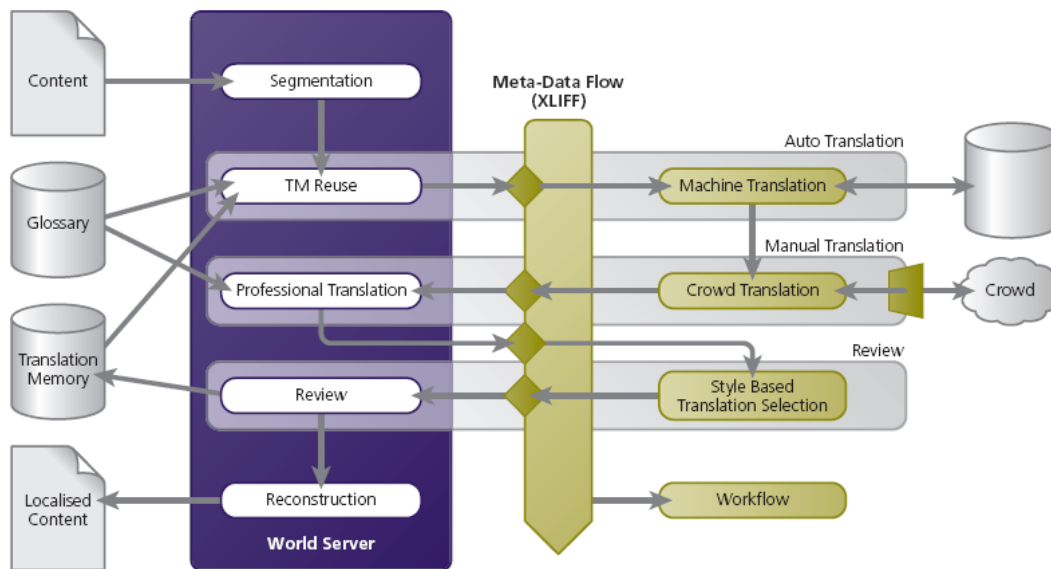 Content
Segmentation
Meta-Data Flow
(XLIFF)
Auto Translation
TM Reuse
Machine Translation
Glossary
Manual Translation
Professional Translation
Crowd Translation
Crowd
Translation
Memory
Review
Review
Style Based
Translation Selection
Localised
Content
Reconstruction
Workflow
World Server